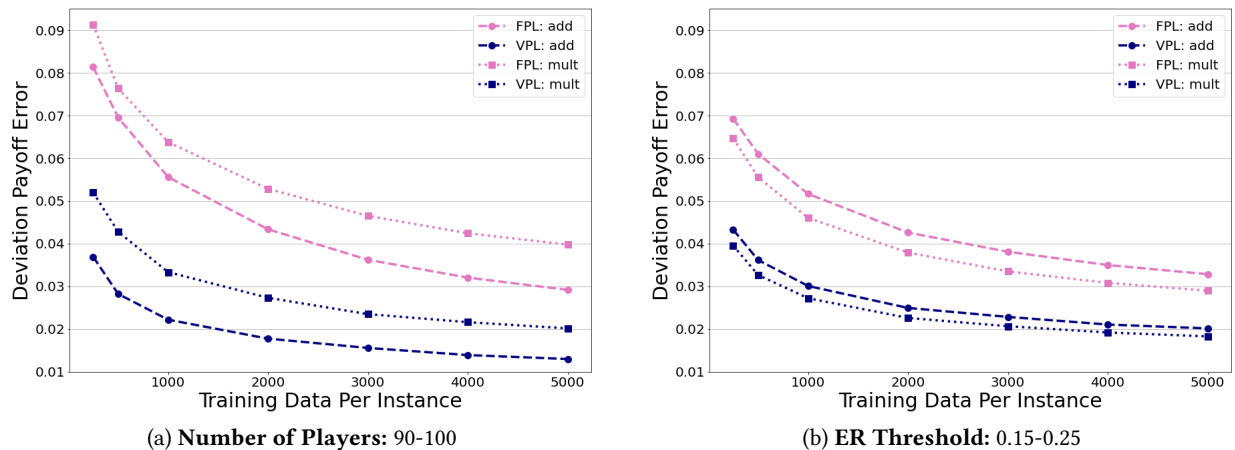 Deviation Payoff Error
0.09
0.08
0.07
0.06
0.05
0.04
0.03
0.02
0.01
FPL: add
VPL: add
FPL: mult
VPL: mult
1000 2000 3000 4000 5000
Training Data Per Instance
(a) Number of Players: 90-100
Deviation Payoff Error
0.09
0.08
0.07
0.06
0.05
0.04
0.03
0.02
0.01
FPL: add
VPL: add
FPL: mult
VPL: mult
1000 2000 3000 4000 5000
Training Data Per Instance
(b) ER Threshold: 0.15-0.25